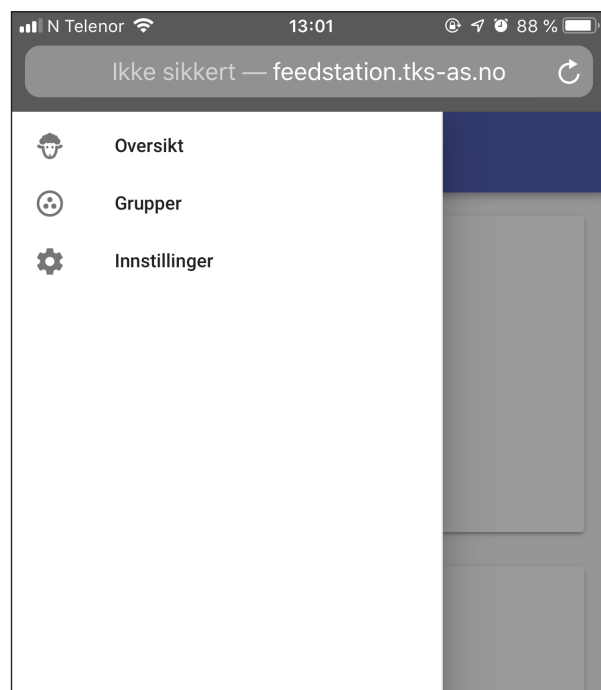 N Telenor 13:01 88 %
Ikke sikkert — feedstation.tks-as.no
Oversikt
Grupper
Innstillinger